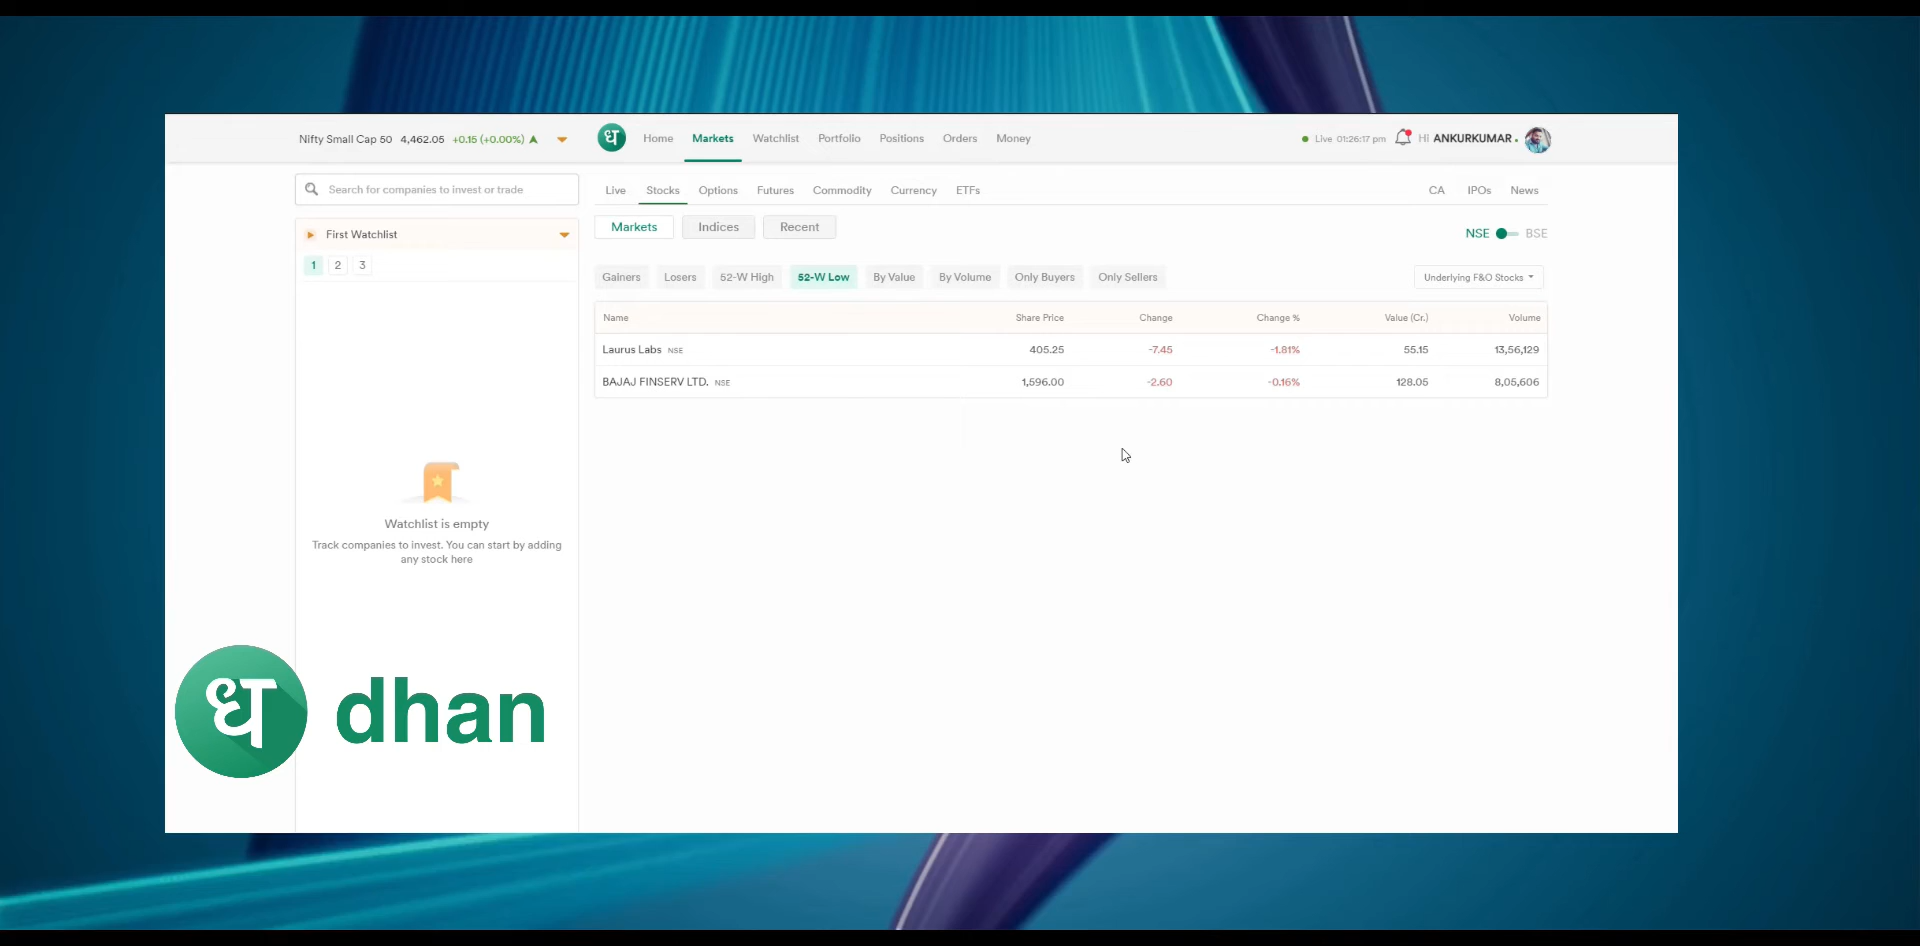 Nifty Small Cap 50 4,462.05 +0.15 (+0.00%)
ध Home Markets Watchlist Portfolio Positions Orders Money
Live 01:26:17 pm Hi ANKURKUMAR
Search for companies to invest or trade
Live Stocks Options Futures Commodity Currency ETFs CA IPOs News
First Watchlist
1 2 3
Markets Indices Recent
NSE BSE
Gainers Losers 52-W High 52-W Low By Value By Volume Only Buyers Only Sellers Underlying F&O Stocks
Name Share Price Change Change % Value (Cr.) Volume
Laurus Labs NSE 405.25 -7.45 -1.81% 55.15 13,56,129
BAJAJ FINSERV LTD. NSE 1,596.00 -2.60 -0.16% 128.05 8,05,606
Watchlist is empty
Track companies to invest. You can start by adding
any stock here
ध dhan